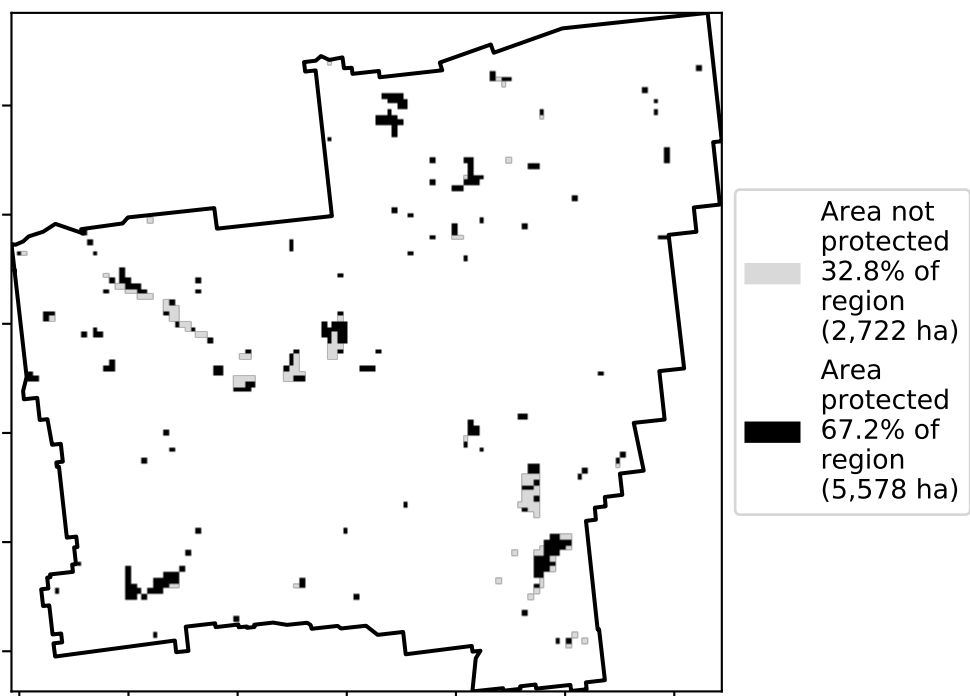 Area not
protected
32.8% of
region
(2,722 ha)
Area
protected
67.2% of
region
(5,578 ha)